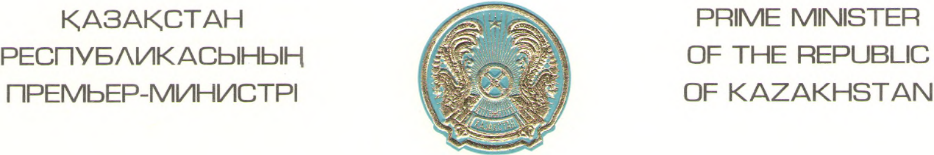 ҚАЗАҚСТАН
РЕСПУБЛИКАСЫНЫҢ
ПРЕМЬЕР-МИНИСТРІ
PRIME MINISTER
OF THE REPUBLIC
OF KAZAKHSTAN